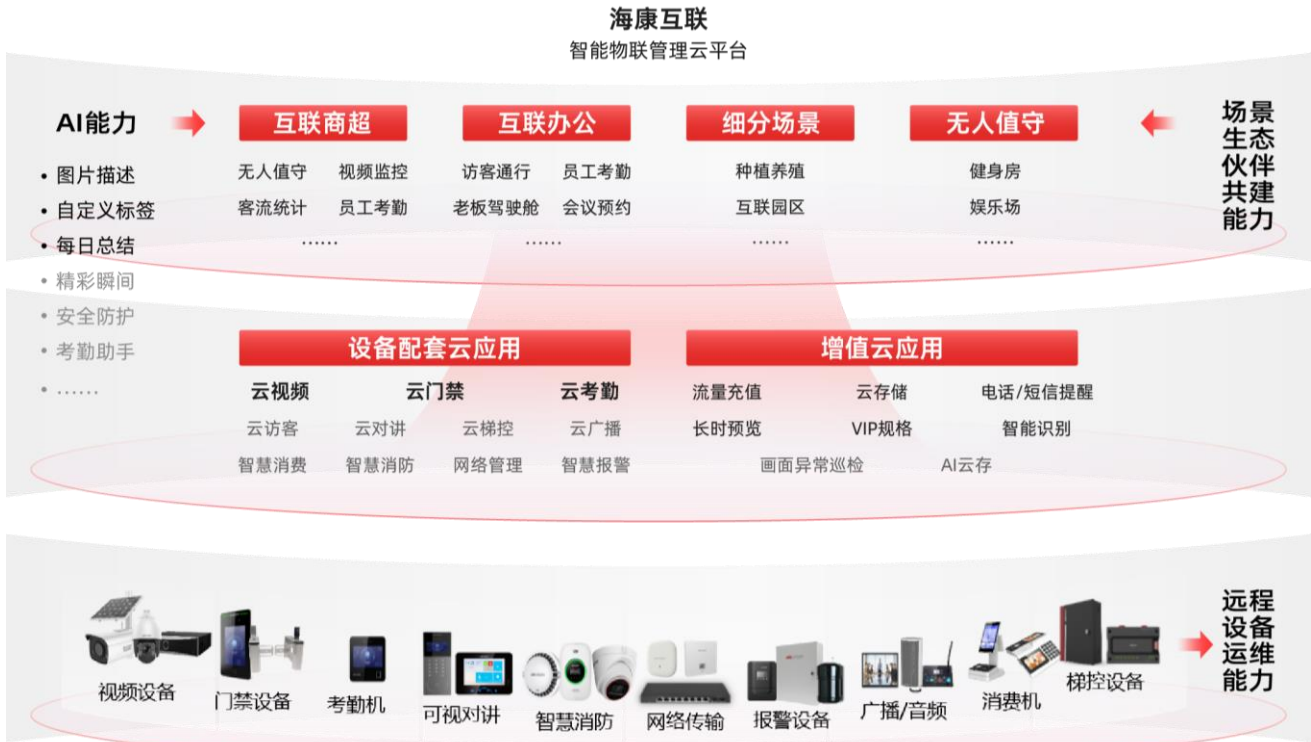 海康互联
智能物联管理云平台
AI能力
• 图片描述
• 自定义标签
• 每日总结
• 精彩瞬间
• 安全防护
• 考勤助手
• ……
互联商超 互联办公 细分场景 无人值守
无人值守 视频监控 访客通行 员工考勤 种植养殖 健身房
客流统计 员工考勤 老板驾驶舱 会议预约 互联园区 娱乐场
…… …… …… ……
场景
生态
伙伴
共建
能力
设备配套云应用 增值云应用
云视频 云门禁 云考勤 流量充值 云存储 电话/短信提醒
云访客 云对讲 云梯控 云广播 长时预览 VIP规格 智能识别
智慧消费 智慧消防 网络管理 智慧报警 画面异常巡检 AI云存
视频设备 门禁设备 考勤机 可视对讲 智慧消防 网络传输 报警设备 广播/音频 消费机 梯控设备
远程
设备
运维
能力